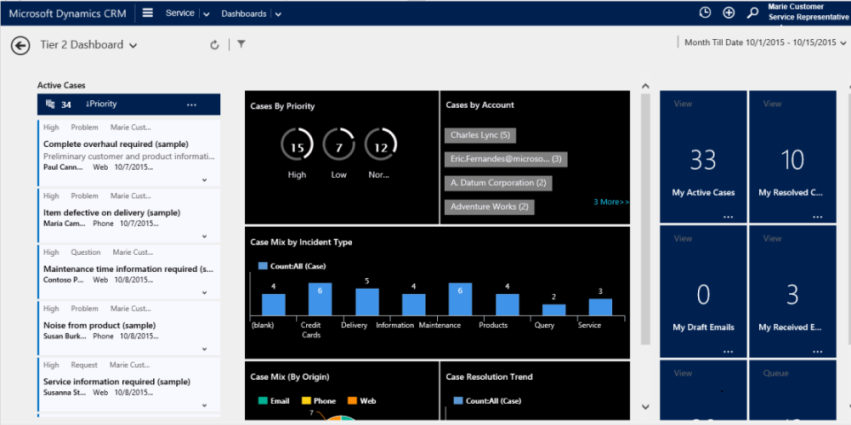 Microsoft Dynamics CRM Service Dashboards
Marie Customer
Service Representative
Tier 2 Dashboard
Month Till Date 10/1/2015 - 10/15/2015
Active Cases
34 ↓Priority ...
High Problem Marie Cust...
Complete overhaul required (sample)
Preliminary customer and product informati...
Paul Cann... Web 10/7/2015...
High Problem Marie Cust...
Item defective on delivery (sample)
Maria Cam... Phone 10/7/2015...
High Question Marie Cust...
Maintenance time information required (s...
Contoso P... Web 10/8/2015...
High Problem Marie Cust...
Noise from product (sample)
Susan Burk... Phone 10/8/2015...
High Request Marie Cust...
Service information required (sample)
Susanna St... Web 10/8/2015...
Cases By Priority
15 7 12
High Low Nor...
Cases by Account
Charles Lync (5)
Eric.Fernandes@microso... (3)
A. Datum Corporation (2)
Adventure Works (2)
3 More>>
Case Mix by Incident Type
Count:All (Case)
4 6 5 4 6 4 2 3
(blank) Credit Cards Delivery Information Maintenance Products Query Service
Case Mix (By Origin)
Email Phone Web
7
Case Resolution Trend
Count:All (Case)
View
33
My Active Cases
...
View
10
My Resolved C...
...
View
0
My Draft Emails
...
View
3
My Received E...
...
View
Queue